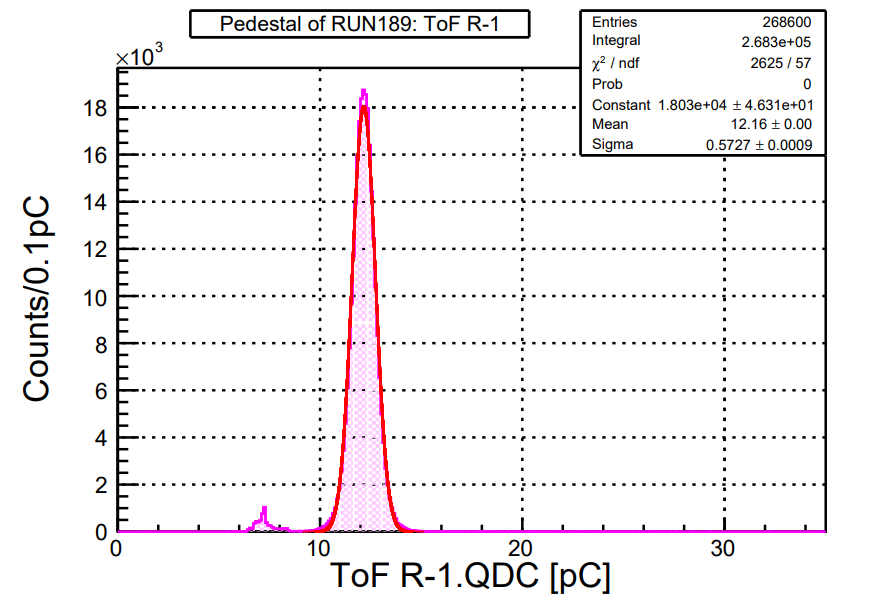 Pedestal of RUN189: ToF R-1
Entries 268600
Integral 2.683e+05
χ² / ndf 2625 / 57
Prob 0
Constant 1.803e+04 ± 4.631e+01
Mean 12.16 ± 0.00
Sigma 0.5727 ± 0.0009
×10³
18
16
14
12
10
8
6
4
2
0
0 10 20 30
Counts/0.1pC
ToF R-1.QDC [pC]